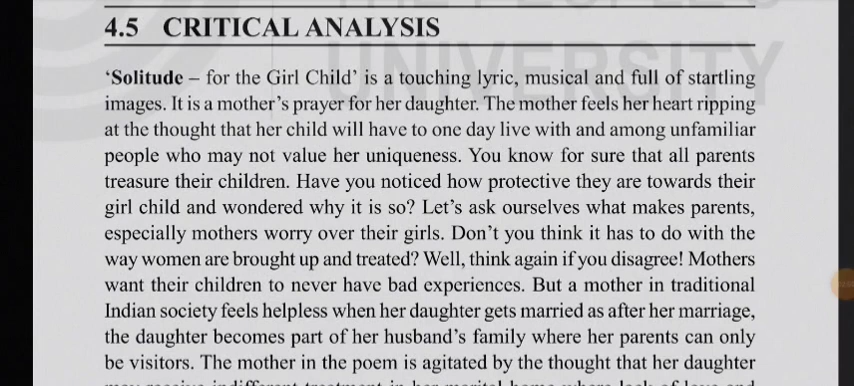 THE PEOPLE'S
UNIVERSITY
4.5 CRITICAL ANALYSIS
‘Solitude – for the Girl Child’ is a touching lyric, musical and full of startling
images. It is a mother’s prayer for her daughter. The mother feels her heart ripping
at the thought that her child will have to one day live with and among unfamiliar
people who may not value her uniqueness. You know for sure that all parents
treasure their children. Have you noticed how protective they are towards their
girl child and wondered why it is so? Let’s ask ourselves what makes parents,
especially mothers worry over their girls. Don’t you think it has to do with the
way women are brought up and treated? Well, think again if you disagree! Mothers
want their children to never have bad experiences. But a mother in traditional
Indian society feels helpless when her daughter gets married as after her marriage,
the daughter becomes part of her husband’s family where her parents can only
be visitors. The mother in the poem is agitated by the thought that her daughter